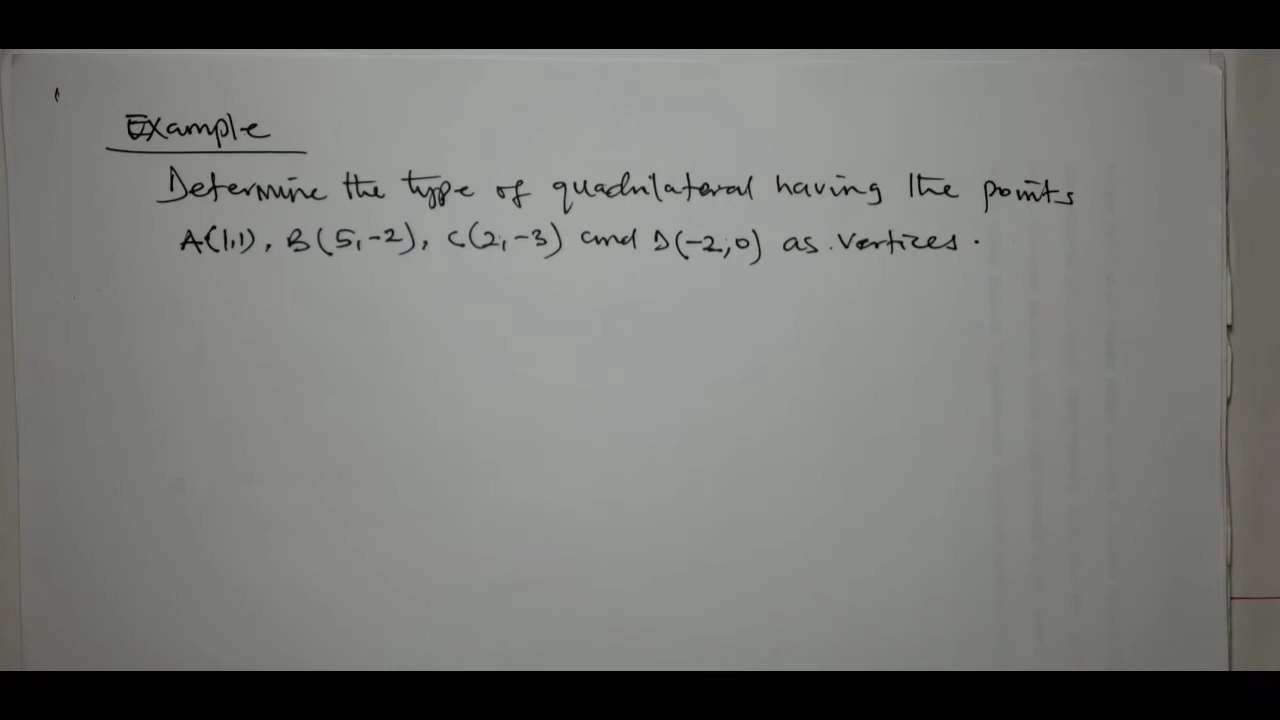 Example
Determine the type of quadrilateral having the points
A(1,1), B(5,-2), C(2,-3) and D(-2,0) as vertices.